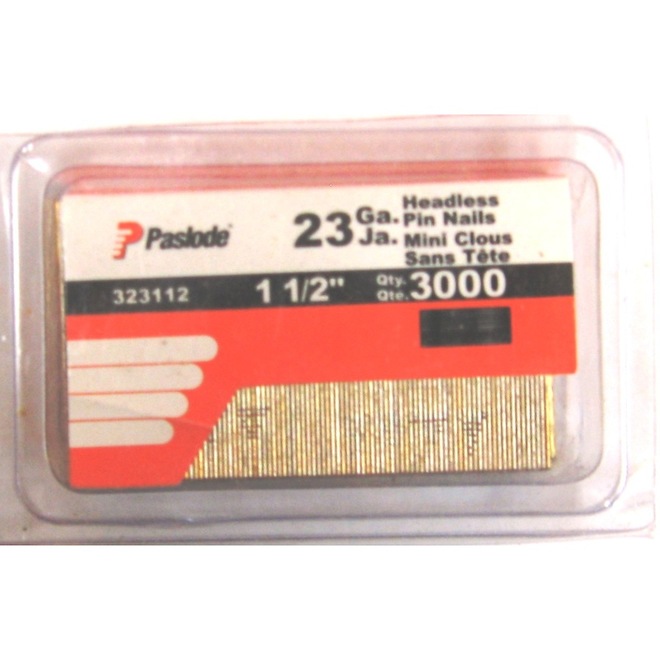 Paslode
23 Ga. Ja.
Headless
Pin Nails
Mini Clous
Sans Tête
323112
1 1/2"
Qty. Qte. 3000